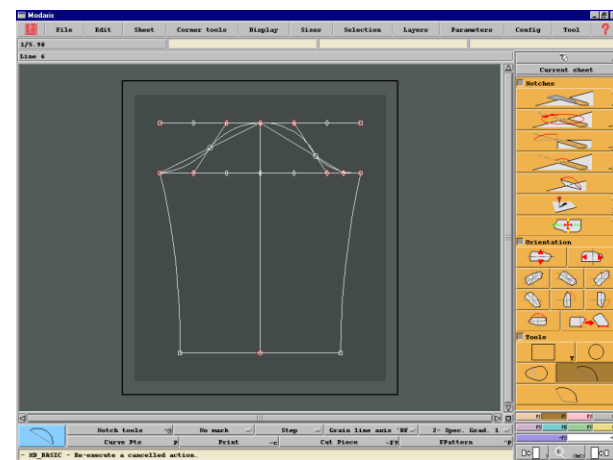 Modaris
File Edit Sheet Corner tools Display Sizes Selection Layers Parameters Config Tool ?
1/5.98
Line 6
Current sheet
Notches
Orientation
Tools
Notch tools ^@ No mark Step Grain line axis 'DF 2- Spec. Grad. 1
Curve Pts p Print ~c Cut Piece ~F9 FPattern ^p
- MD_BASIC - Re-execute a cancelled action.